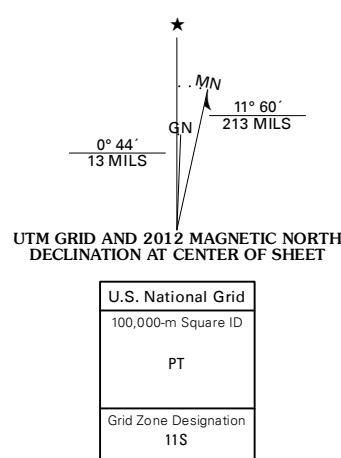 ★
MN
11° 60´
213 MILS
GN
0° 44´
13 MILS
UTM GRID AND 2012 MAGNETIC NORTH
DECLINATION AT CENTER OF SHEET
U.S. National Grid
100,000-m Square ID
PT
Grid Zone Designation
11S